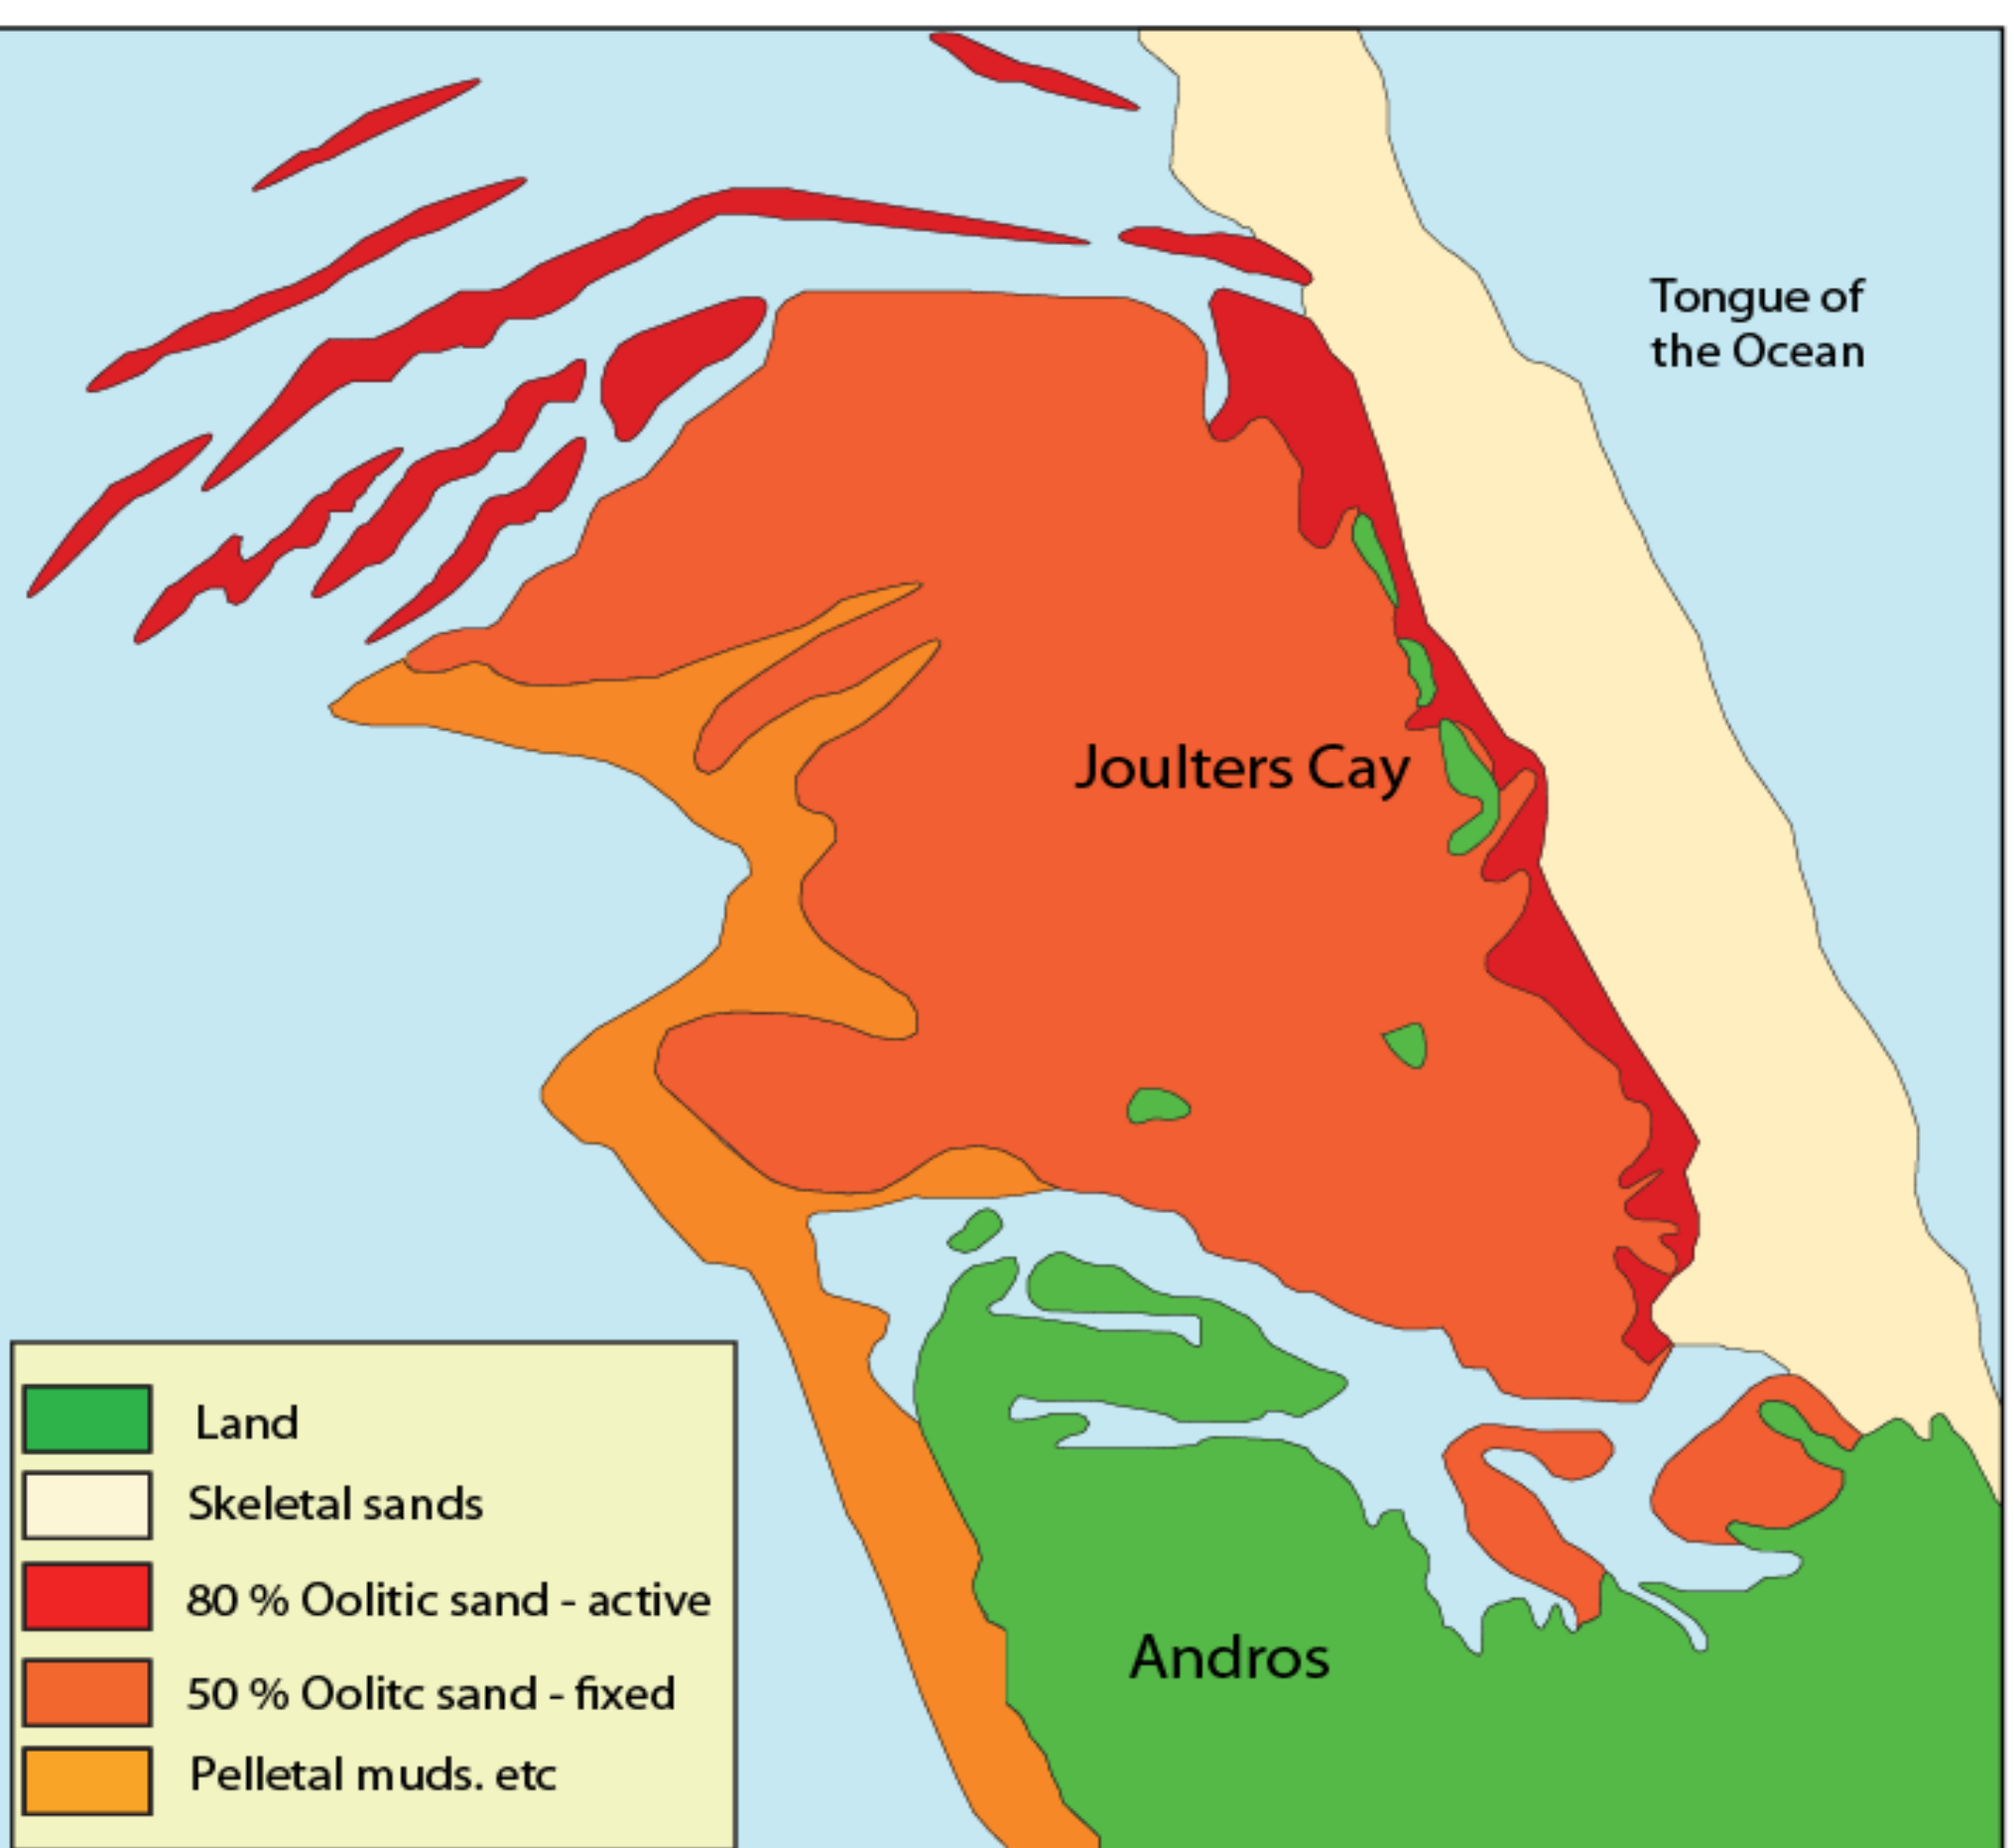 Tongue of
the Ocean
Joulters Cay
Andros
Land
Skeletal sands
80 % Oolitic sand - active
50 % Oolitc sand - fixed
Pelletal muds. etc